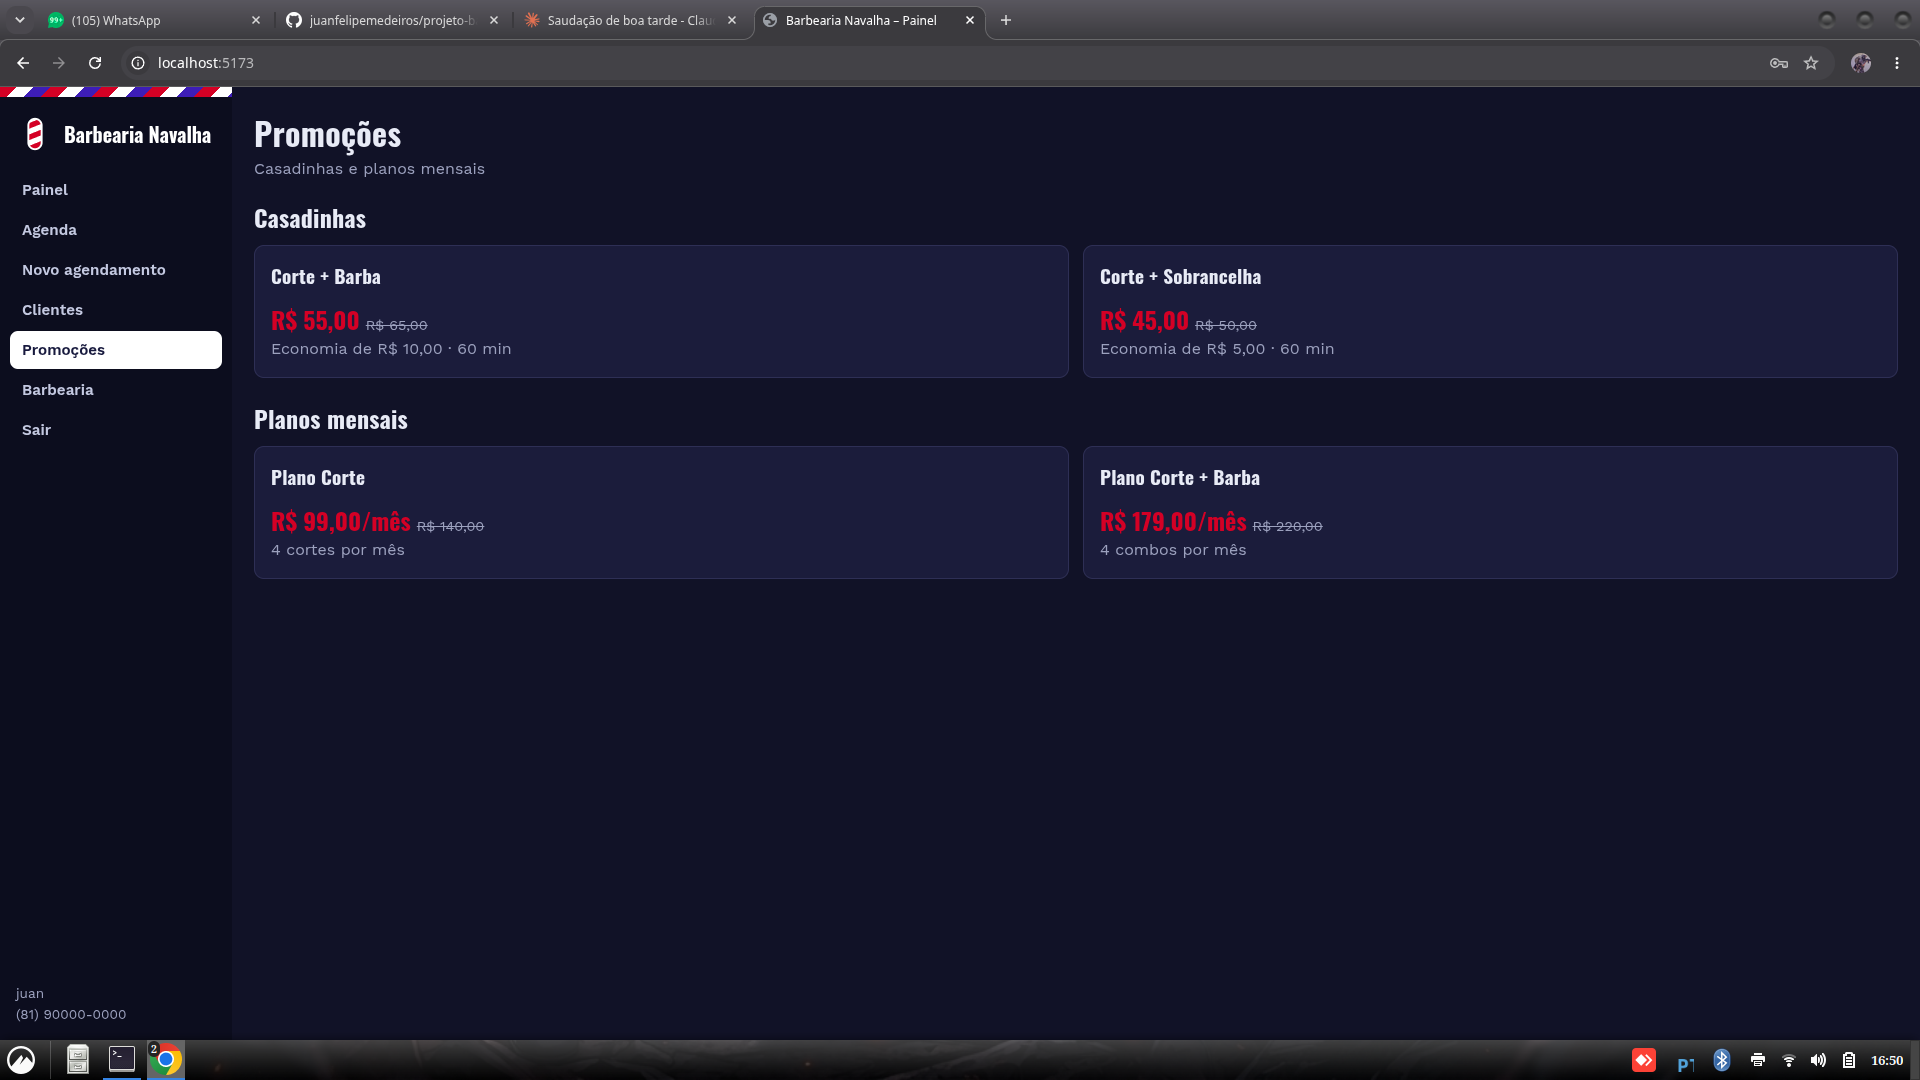 (105) WhatsApp
juanfelipemedeiros/projeto-b
Saudação de boa tarde - Clau
Barbearia Navalha – Painel
localhost:5173
Barbearia Navalha
Painel
Agenda
Novo agendamento
Clientes
Promoções
Barbearia
Sair
juan
(81) 90000-0000
Promoções
Casadinhas e planos mensais
Casadinhas
Corte + Barba
R$ 55,00 R$ 65,00
Economia de R$ 10,00 · 60 min
Corte + Sobrancelha
R$ 45,00 R$ 50,00
Economia de R$ 5,00 · 60 min
Planos mensais
Plano Corte
R$ 99,00/mês R$ 140,00
4 cortes por mês
Plano Corte + Barba
R$ 179,00/mês R$ 220,00
4 combos por mês
2
16:50